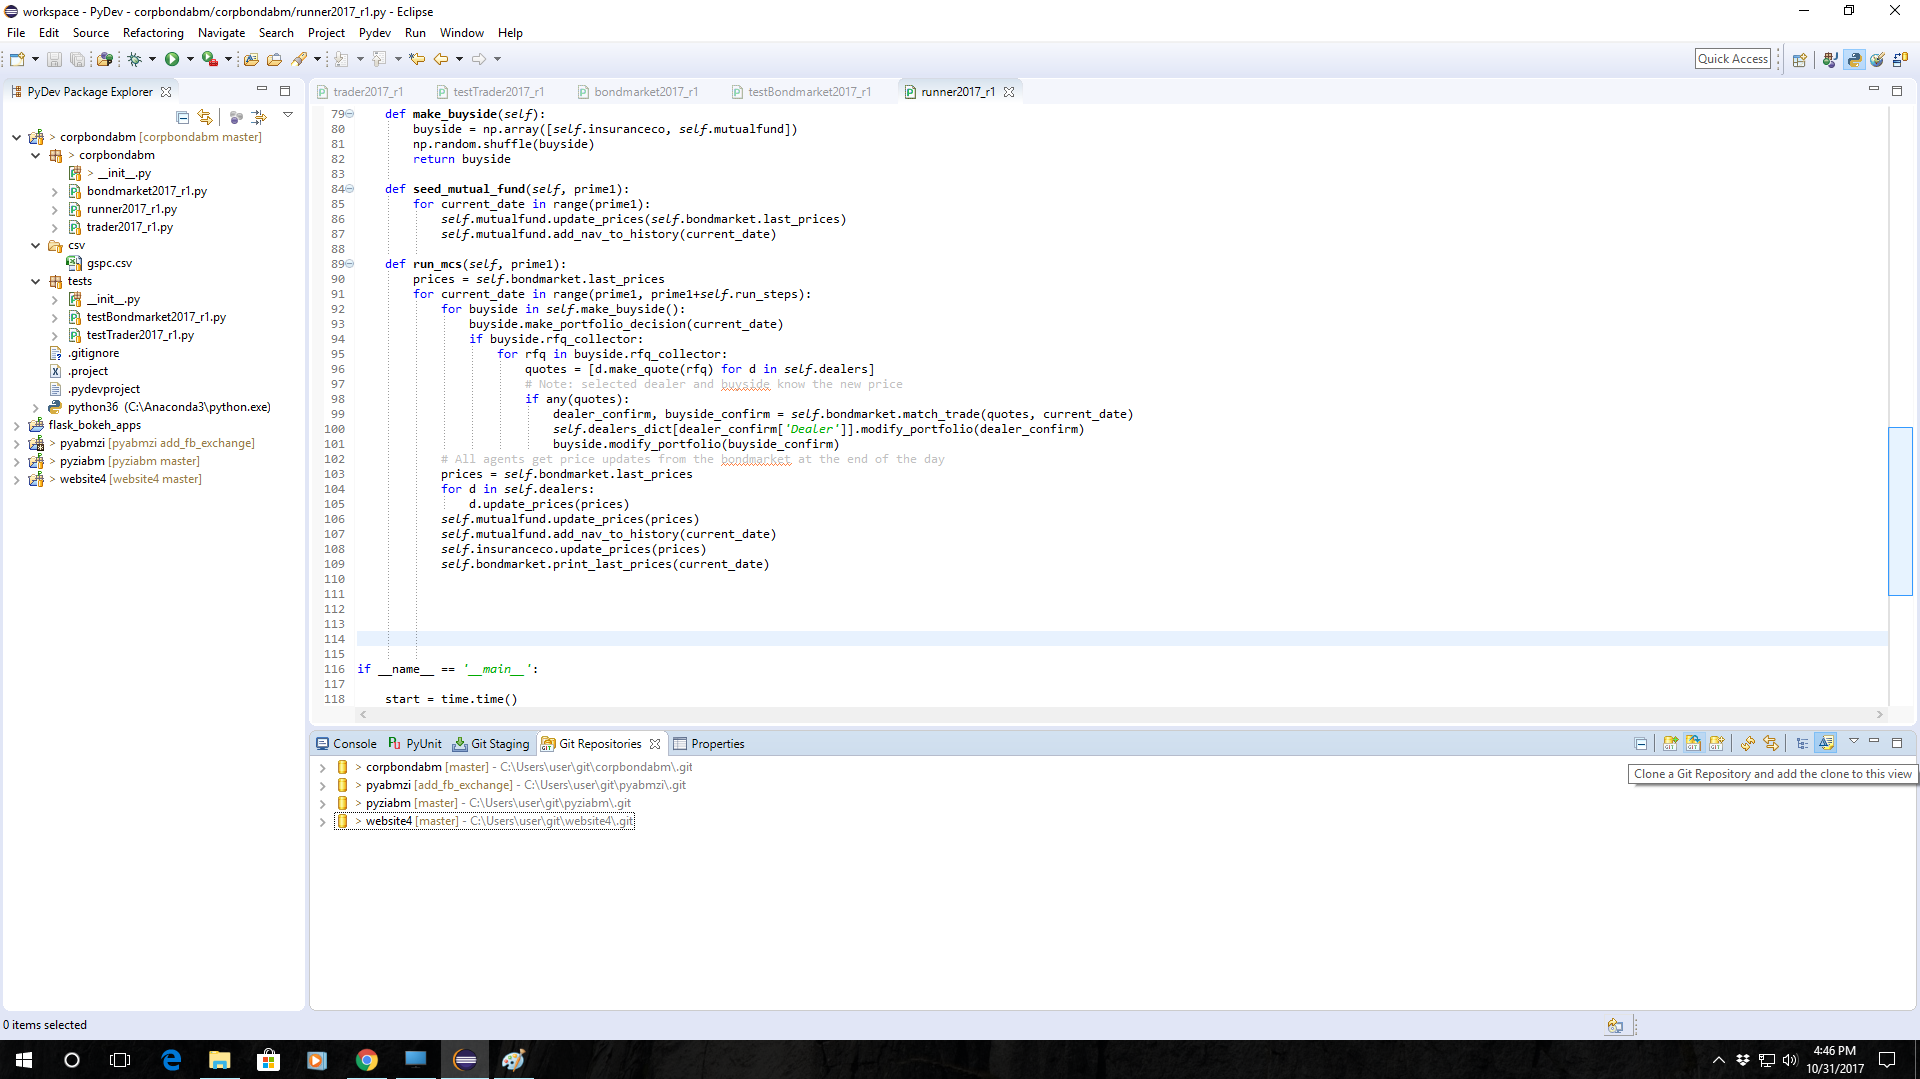 workspace - PyDev - corpbondabm/corpbondabm/runner2017_r1.py - Eclipse
File Edit Source Refactoring Navigate Search Project Pydev Run Window Help
Quick Access
PyDev Package Explorer
> corpbondabm [corpbondabm master]
> corpbondabm
> __init__.py
bondmarket2017_r1.py
runner2017_r1.py
trader2017_r1.py
csv
gspc.csv
tests
__init__.py
testBondmarket2017_r1.py
testTrader2017_r1.py
.gitignore
.project
.pydevproject
python36 (C:\Anaconda3\python.exe)
flask_bokeh_apps
> pyabmzi [pyabmzi add_fb_exchange]
> pyziabm [pyziabm master]
> website4 [website4 master]
trader2017_r1 testTrader2017_r1 bondmarket2017_r1 testBondmarket2017_r1 runner2017_r1
79 def make_buyside(self):
80 buyside = np.array([self.insuranceco, self.mutualfund])
81 np.random.shuffle(buyside)
82 return buyside
83
84 def seed_mutual_fund(self, prime1):
85 for current_date in range(prime1):
86 self.mutualfund.update_prices(self.bondmarket.last_prices)
87 self.mutualfund.add_nav_to_history(current_date)
88
89 def run_mcs(self, prime1):
90 prices = self.bondmarket.last_prices
91 for current_date in range(prime1, prime1+self.run_steps):
92 for buyside in self.make_buyside():
93 buyside.make_portfolio_decision(current_date)
94 if buyside.rfq_collector:
95 for rfq in buyside.rfq_collector:
96 quotes = [d.make_quote(rfq) for d in self.dealers]
97 # Note: selected dealer and buyside know the new price
98 if any(quotes):
99 dealer_confirm, buyside_confirm = self.bondmarket.match_trade(quotes, current_date)
100 self.dealers_dict[dealer_confirm['Dealer']].modify_portfolio(dealer_confirm)
101 buyside.modify_portfolio(buyside_confirm)
102 # All agents get price updates from the bondmarket at the end of the day
103 prices = self.bondmarket.last_prices
104 for d in self.dealers:
105 d.update_prices(prices)
106 self.mutualfund.update_prices(prices)
107 self.mutualfund.add_nav_to_history(current_date)
108 self.insuranceco.update_prices(prices)
109 self.bondmarket.print_last_prices(current_date)
110
111
112
113
114
115
116 if __name__ == '__main__':
117
118 start = time.time()
Console PyUnit Git Staging Git Repositories Properties
> corpbondabm [master] - C:\Users\user\git\corpbondabm\.git
> pyabmzi [add_fb_exchange] - C:\Users\user\git\pyabmzi\.git
> pyziabm [master] - C:\Users\user\git\pyziabm\.git
> website4 [master] - C:\Users\user\git\website4\.git
Clone a Git Repository and add the clone to this view
0 items selected
4:46 PM
10/31/2017